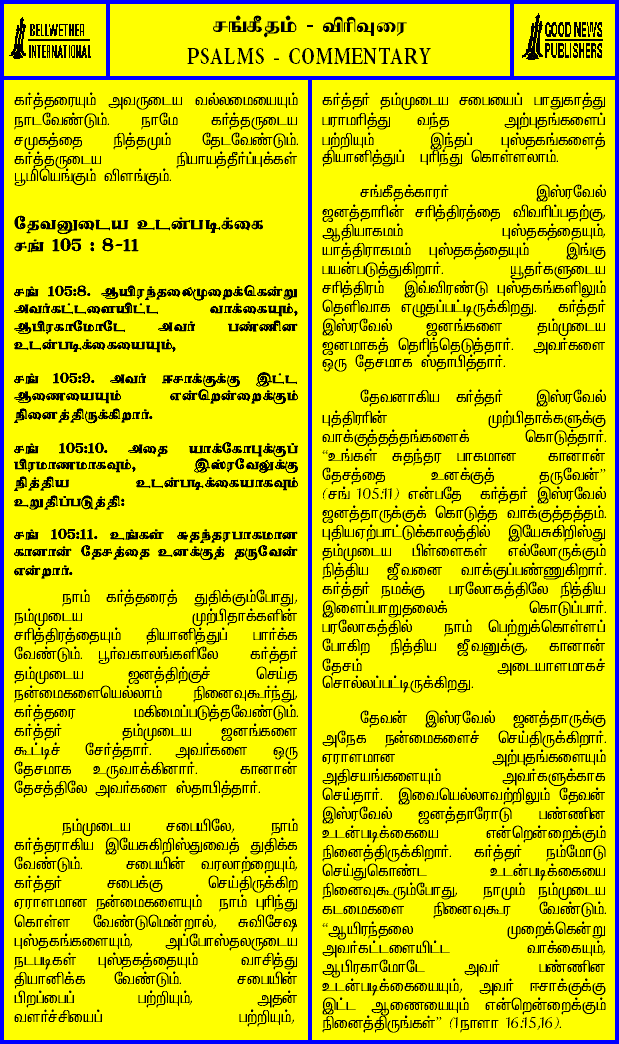 BELLWETHER
INTERNATIONAL
சங்கீதம் - விரிவுரை
PSALMS - COMMENTARY
GOOD NEWS
PUBLISHERS
கர்த்தரையும் அவருடைய வல்லமையையும்
நாடவேண்டும். நாமே கர்த்தருடைய
சமுகத்தை நித்தமும் தேடவேண்டும்.
கர்த்தருடைய நியாயத்தீர்ப்புக்கள்
பூமியெங்கும் விளங்கும்.
தேவனுடைய உடன்படிக்கை
சங் 105 : 8-11
சங் 105:8. ஆயிரந்தலைமுறைக்கென்று
அவர்கட்டளையிட்ட வாக்கையும்,
ஆபிரகாமோடே அவர் பண்ணின
உடன்படிக்கையையும்,
சங் 105:9. அவர் ஈசாக்குக்கு இட்ட
ஆணையையும் என்றென்றைக்கும்
நினைத்திருக்கிறார்.
சங் 105:10. அதை யாக்கோபுக்குப்
பிரமாணமாகவும், இஸ்ரவேலுக்கு
நித்திய உடன்படிக்கையாகவும்
உறுதிப்படுத்தி:
சங் 105:11. உங்கள் சுதந்தரபாகமான
கானான் தேசத்தை உனக்குத் தருவேன்
என்றார்.
நாம் கர்த்தரைத் துதிக்கும்போது,
நம்முடைய முற்பிதாக்களின்
சரித்திரத்தையும் தியானித்துப் பார்க்க
வேண்டும். பூர்வகாலங்களிலே கர்த்தர்
தம்முடைய ஜனத்திற்குச் செய்த
நன்மைகளையெல்லாம் நினைவுகூர்ந்து,
கர்த்தரை மகிமைப்படுத்தவேண்டும்.
கர்த்தர் தம்முடைய ஜனங்களை
கூட்டிச் சேர்த்தார். அவர்களை ஒரு
தேசமாக உருவாக்கினார். கானான்
தேசத்திலே அவர்களை ஸ்தாபித்தார்.
நம்முடைய சபையிலே, நாம்
கர்த்தராகிய இயேசுகிறிஸ்துவைத் துதிக்க
வேண்டும். சபையின் வரலாற்றையும்,
கர்த்தர் சபைக்கு செய்திருக்கிற
ஏராளமான நன்மைகளையும் நாம் புரிந்து
கொள்ள வேண்டுமென்றால், சுவிசேஷ
புஸ்தகங்களையும், அப்போஸ்தலருடைய
நடபடிகள் புஸ்தகத்தையும் வாசித்து
தியானிக்க வேண்டும். சபையின்
பிறப்பைப் பற்றியும், அதன்
வளர்ச்சியைப் பற்றியும்,
கர்த்தர் தம்முடைய சபையைப் பாதுகாத்து
பராமரித்து வந்த அற்புதங்களைப்
பற்றியும் இந்தப் புஸ்தகங்களைத்
தியானித்துப் புரிந்து கொள்ளலாம்.
சங்கீதக்காரர் இஸ்ரவேல்
ஜனத்தாரின் சரித்திரத்தை விவரிப்பதற்கு,
ஆதியாகமம் புஸ்தகத்தையும்,
யாத்திராகமம் புஸ்தகத்தையும் இங்கு
பயன்படுத்துகிறார். யூதர்களுடைய
சரித்திரம் இவ்விரண்டு புஸ்தகங்களிலும்
தெளிவாக எழுதப்பட்டிருக்கிறது. கர்த்தர்
இஸ்ரவேல் ஜனங்களை தம்முடைய
ஜனமாகத் தெரிந்தெடுத்தார். அவர்களை
ஒரு தேசமாக ஸ்தாபித்தார்.
தேவனாகிய கர்த்தர் இஸ்ரவேல்
புத்திரரின் முற்பிதாக்களுக்கு
வாக்குத்தத்தங்களைக் கொடுத்தார்.
“உங்கள் சுதந்தர பாகமான கானான்
தேசத்தை உனக்குத் தருவேன்”
(சங் 105:11) என்பதே கர்த்தர் இஸ்ரவேல்
ஜனத்தாருக்குக் கொடுத்த வாக்குத்தத்தம்.
புதியஏற்பாட்டுக்காலத்தில் இயேசுகிறிஸ்து
தம்முடைய பிள்ளைகள் எல்லோருக்கும்
நித்திய ஜீவனை வாக்குப்பண்ணுகிறார்.
கர்த்தர் நமக்கு பரலோகத்திலே நித்திய
இளைப்பாறுதலைக் கொடுப்பார்.
பரலோகத்தில் நாம் பெற்றுக்கொள்ளப்
போகிற நித்திய ஜீவனுக்கு, கானான்
தேசம் அடையாளமாகச்
சொல்லப்பட்டிருக்கிறது.
தேவன் இஸ்ரவேல் ஜனத்தாருக்கு
அநேக நன்மைகளைச் செய்திருக்கிறார்.
ஏராளமான அற்புதங்களையும்
அதிசயங்களையும் அவர்களுக்காக
செய்தார். இவையெல்லாவற்றிலும் தேவன்
இஸ்ரவேல் ஜனத்தாரோடு பண்ணின
உடன்படிக்கையை என்றென்றைக்கும்
நினைத்திருக்கிறார். கர்த்தர் நம்மோடு
செய்துகொண்ட உடன்படிக்கையை
நினைவுகூரும்போது, நாமும் நம்முடைய
கடமைகளை நினைவுகூர வேண்டும்.
“ஆயிரந்தலை முறைக்கென்று
அவர்கட்டளையிட்ட வாக்கையும்,
ஆபிரகாமோடே அவர் பண்ணின
உடன்படிக்கையையும், அவர் ஈசாக்குக்கு
இட்ட ஆணையையும் என்றென்றைக்கும்
நினைத்திருங்கள்” (1நாளா 16:15,16).